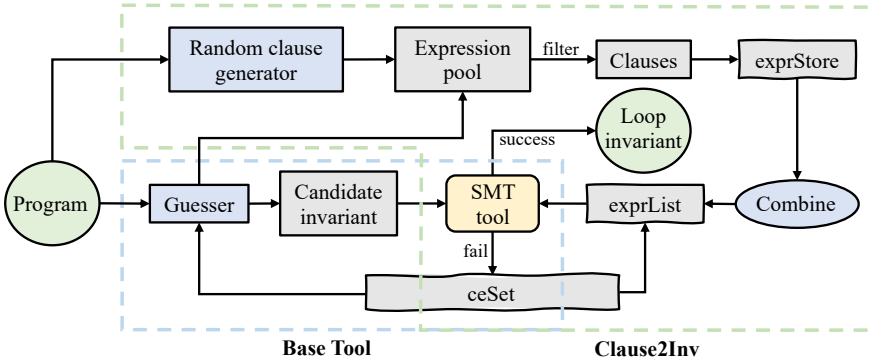 Random clause
generator
Expression
pool
filter
Clauses
exprStore
Loop
invariant
success
Program
Guesser
Candidate
invariant
SMT
tool
exprList
Combine
fail
ceSet
Base Tool
Clause2Inv